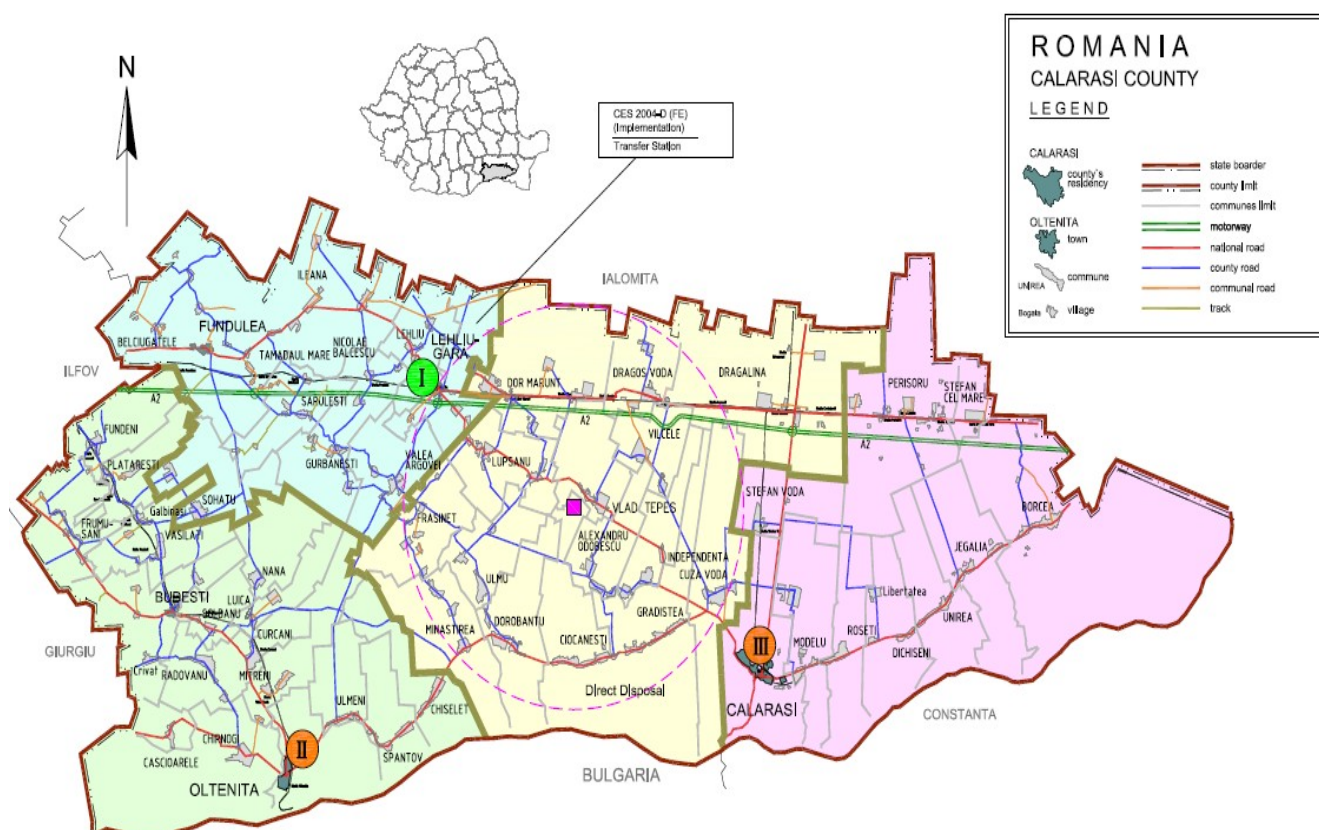 ROMANIA
CALARASI COUNTY
LEGEND
CALARASI
county's
residency
OLTENITA
town
commune
UNIREA
village
Bogata
state boarder
county limit
communes limit
motorway
national road
county road
communal road
track
N
CES 2004-D (FE)
(Implementation)
Transfer Station
IALOMITA
ILFOV
GIURGIU
BULGARIA
CONSTANTA
ILEANA
FUNDULEA
BELCIUGATELE
TAMADAUL MARE
NICOLAE
BALCESCU
LEHLIU
LEHLIU-
GARA
I
DOR MARUNT
DRAGOS VODA
DRAGALINA
PERISORU
STEFAN
CEL MARE
A2
A2
A2
SARULESTI
VILCELE
FUNDENI
PLATARESTI
GURBANESTI
VALEA
ARGOVEI
LUPSANU
Galbinasi
SOHATU
FRUMU-
SANI
VASILATI
FRASINET
VLAD TEPES
STEFAN VODA
BORCEA
ALEXANDRU
ODOBESCU
INDEPENDENTA
JEGALIA
NANA
ULMU
CUZA VODA
Libertatea
BUBESTI
LUICA
SOLDANU
GRADISTEA
UNIREA
CURCANI
MINASTIREA
DOROBANTU
CIOCANESTI
III
MODELU
ROSETI
DICHISENI
Crivat
RADOVANU
MITRENI
ULMENI
CHISELET
Direct Disposal
CALARASI
CHIRNOGI
II
SPANTOV
CASCIOARELE
OLTENITA